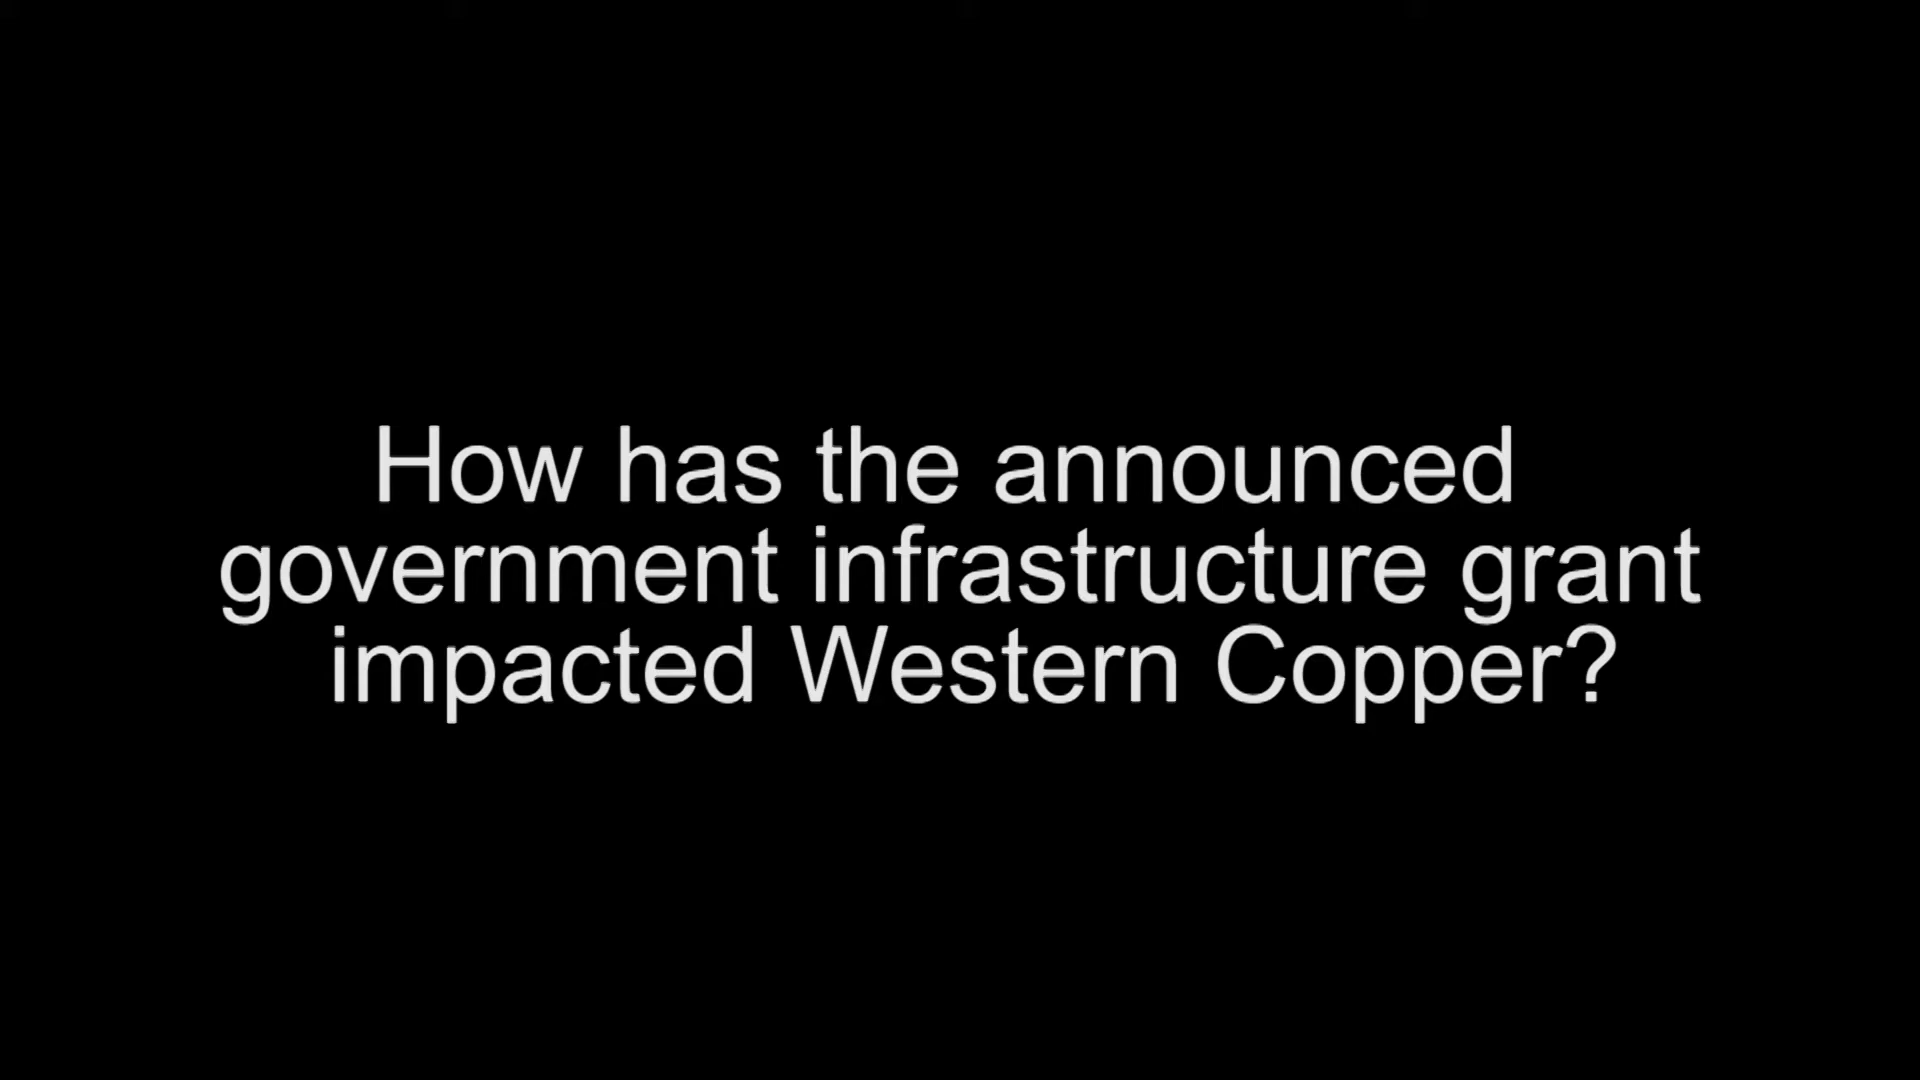 How has the announced
government infrastructure grant
impacted Western Copper?